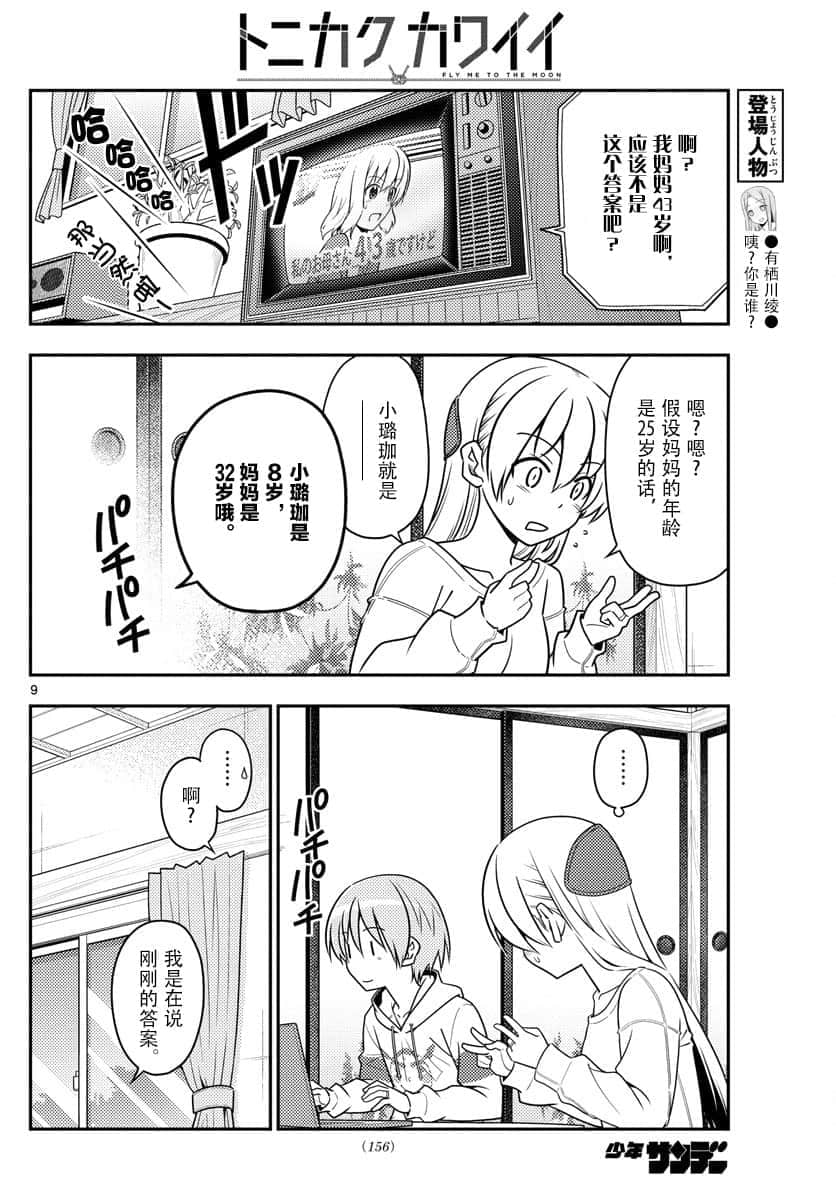 トニカクカワイイ
FLY ME TO THE MOON
登場人物
とうじょうじんぶつ
●有栖川绫●
咦?你是谁?
啊?
我妈妈43岁啊,
应该不是
这个答案吧?
私のお母さん43歳ですけど
ドッ
哈
哈
哈
哈
那当然啦!
嗯?嗯?
假设妈妈的年龄
是25岁的话,
小璐珈就是
小璐珈是
8岁,
妈妈是
32岁哦。
パチパチ
9
……
パチパチ
……
啊?
我是在说
刚刚的答案。
(156)
少年サンデー